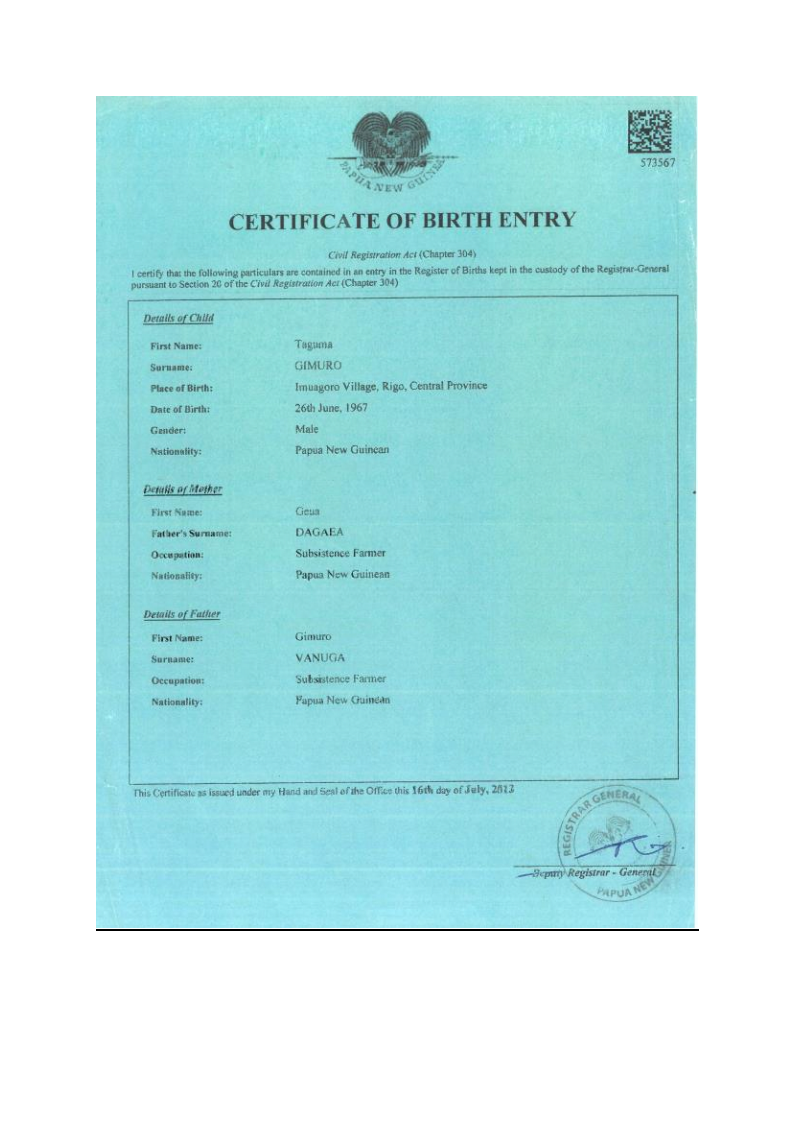 PAPUA NEW GUINEA
573567
CERTIFICATE OF BIRTH ENTRY
Civil Registration Act (Chapter 304)
I certify that the following particulars are contained in an entry in the Register of Births kept in the custody of the Registrar-General
pursuant to Section 20 of the Civil Registration Act (Chapter 304)
Details of Child
First Name: Taguma
Surname: GIMURO
Place of Birth: Imuagoro Village, Rigo, Central Province
Date of Birth: 26th June, 1967
Gender: Male
Nationality: Papua New Guinean
Details of Mother
First Name: Geua
Father's Surname: DAGAEA
Occupation: Subsistence Farmer
Nationality: Papua New Guinean
Details of Father
First Name: Gimuro
Surname: VANUGA
Occupation: Subsistence Farmer
Nationality: Papua New Guinean
This Certificate as issued under my Hand and Seal of the Office this 16th day of July, 2013
REGISTRAR GENERAL
Deputy Registrar - General
PAPUA NEW GUINEA